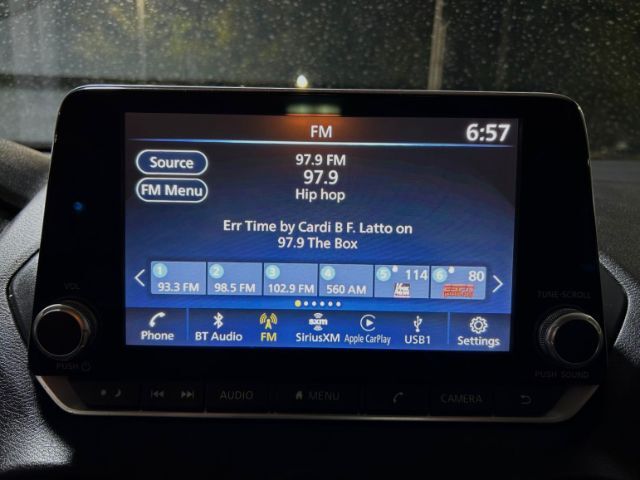 FM
6:57
Source
97.9 FM
97.9
FM Menu
Hip hop
Err Time by Cardi B F. Latto on
97.9 The Box
1 2 3 4 5 114 6 80
93.3 FM 98.5 FM 102.9 FM 560 AM
Phone BT Audio FM SiriusXM Apple CarPlay USB1 Settings
sxm
VOL
PUSH
TUNE-SCROLL
PUSH SOUND
AUDIO MENU CAMERA